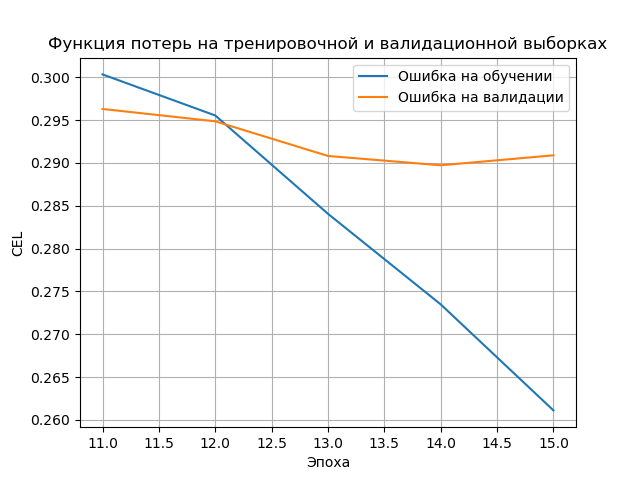 Функция потерь на тренировочной и валидационной выборках
Ошибка на обучении
Ошибка на валидации
0.300
0.295
0.290
0.285
0.280
0.275
0.270
0.265
0.260
CEL
11.0 11.5 12.0 12.5 13.0 13.5 14.0 14.5 15.0
Эпоха